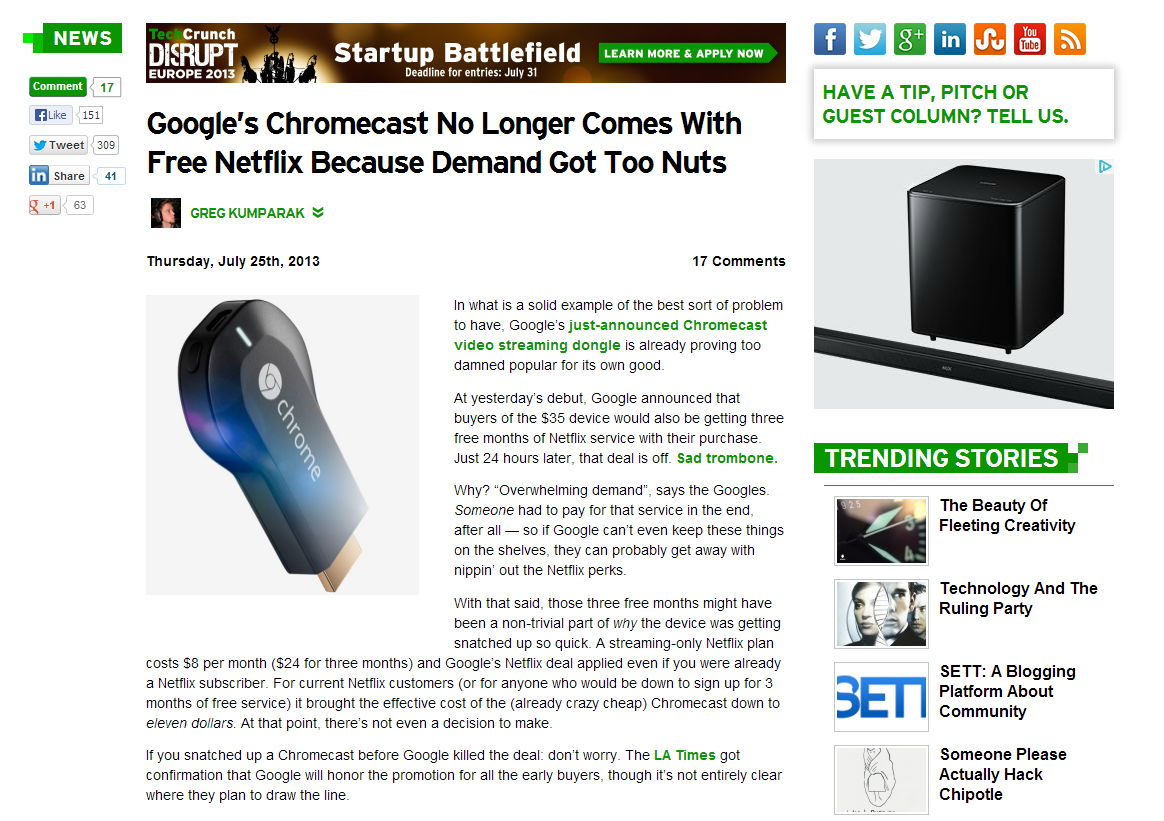 NEWS
Comment 17
Like 151
Tweet 309
in Share 41
g +1 63
TechCrunch
DISRUPT
EUROPE 2013
Startup Battlefield
Deadline for entries: July 31
LEARN MORE & APPLY NOW
Google's Chromecast No Longer Comes With
Free Netflix Because Demand Got Too Nuts
GREG KUMPARAK
Thursday, July 25th, 2013
17 Comments
chrome
In what is a solid example of the best sort of problem
to have, Google's just-announced Chromecast
video streaming dongle is already proving too
damned popular for its own good.
At yesterday's debut, Google announced that
buyers of the $35 device would also be getting three
free months of Netflix service with their purchase.
Just 24 hours later, that deal is off. Sad trombone.
Why? “Overwhelming demand”, says the Googles.
Someone had to pay for that service in the end,
after all — so if Google can't even keep these things
on the shelves, they can probably get away with
nippin' out the Netflix perks.
With that said, those three free months might have
been a non-trivial part of why the device was getting
snatched up so quick. A streaming-only Netflix plan
costs $8 per month ($24 for three months) and Google's Netflix deal applied even if you were already
a Netflix subscriber. For current Netflix customers (or for anyone who would be down to sign up for 3
months of free service) it brought the effective cost of the (already crazy cheap) Chromecast down to
eleven dollars. At that point, there's not even a decision to make.
If you snatched up a Chromecast before Google killed the deal: don't worry. The LA Times got
confirmation that Google will honor the promotion for all the early buyers, though it's not entirely clear
where they plan to draw the line.
f
g+
in
You
Tube
HAVE A TIP, PITCH OR
GUEST COLUMN? TELL US.
TRENDING STORIES
925
The Beauty Of
Fleeting Creativity
Technology And The
Ruling Party
SETT
SETT: A Blogging
Platform About
Community
Someone Please
Actually Hack
Chipotle